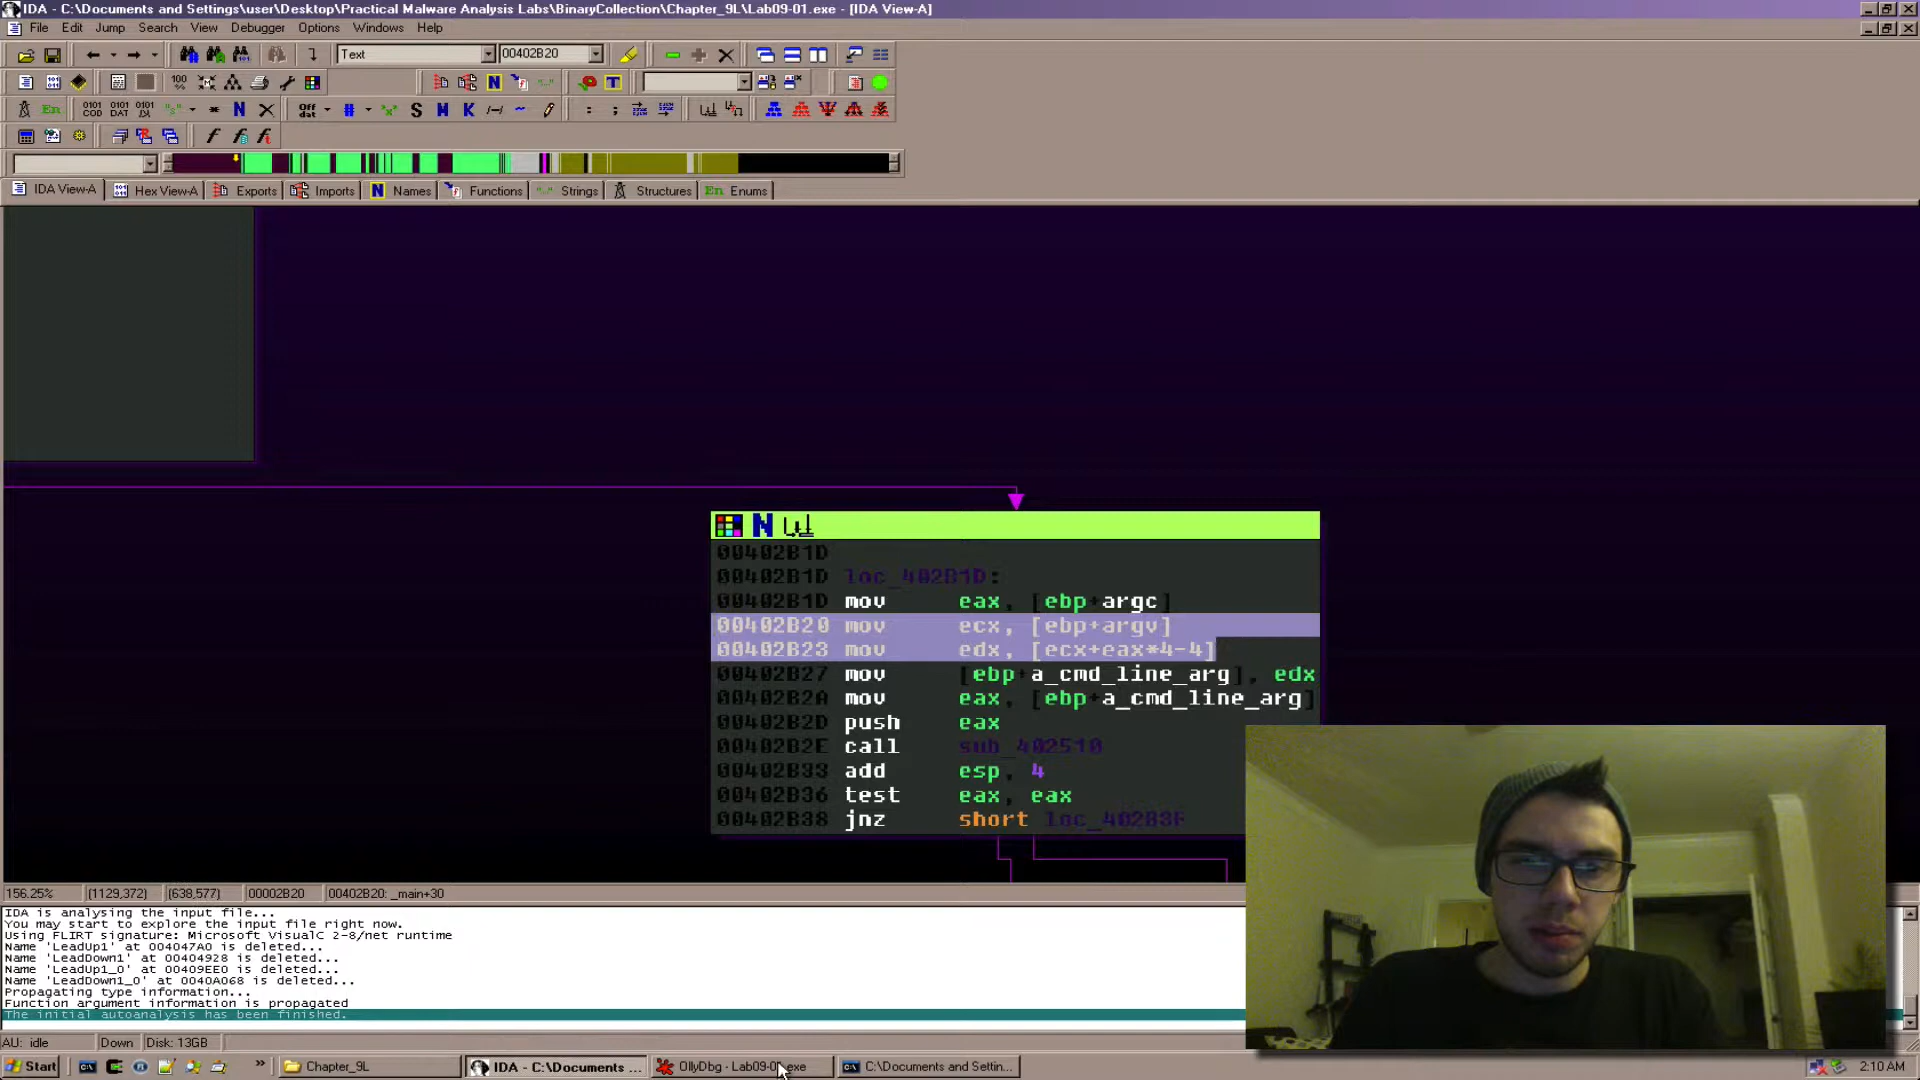 IDA - C:\Documents and Settings\user\Desktop\Practical Malware Analysis Labs\BinaryCollection\Chapter_9L\Lab09-01.exe - [IDA View-A]
File Edit Jump Search View Debugger Options Windows Help
Text 00402B20
IDA View-A Hex View-A Exports Imports Names Functions Strings Structures En Enums
00402B1D
00402B1D loc_402B1D:
00402B1D mov eax, [ebp+argc]
00402B20 mov ecx, [ebp+argv]
00402B23 mov edx, [ecx+eax*4-4]
00402B27 mov [ebp+a_cmd_line_arg], edx
00402B2A mov eax, [ebp+a_cmd_line_arg]
00402B2D push eax
00402B2E call sub_402510
00402B33 add esp, 4
00402B36 test eax, eax
00402B38 jnz short loc_402B3F
156.25% (1129,372) (638,577) 00002B20 00402B20: _main+30
IDA is analysing the input file...
You may start to explore the input file right now.
Using FLIRT signature: Microsoft VisualC 2-8/net runtime
Name 'LeadUp1' at 004047A0 is deleted...
Name 'LeadDown1' at 00404928 is deleted...
Name 'LeadUp1_0' at 00409EE0 is deleted...
Name 'LeadDown1_0' at 0040A068 is deleted...
Propagating type information...
Function argument information is propagated
The initial autoanalysis has been finished.
AU: idle Down Disk: 13GB
Start Chapter_9L IDA - C:\Documents ... OllyDbg - C:\Documents and Settin... 2:10 AM